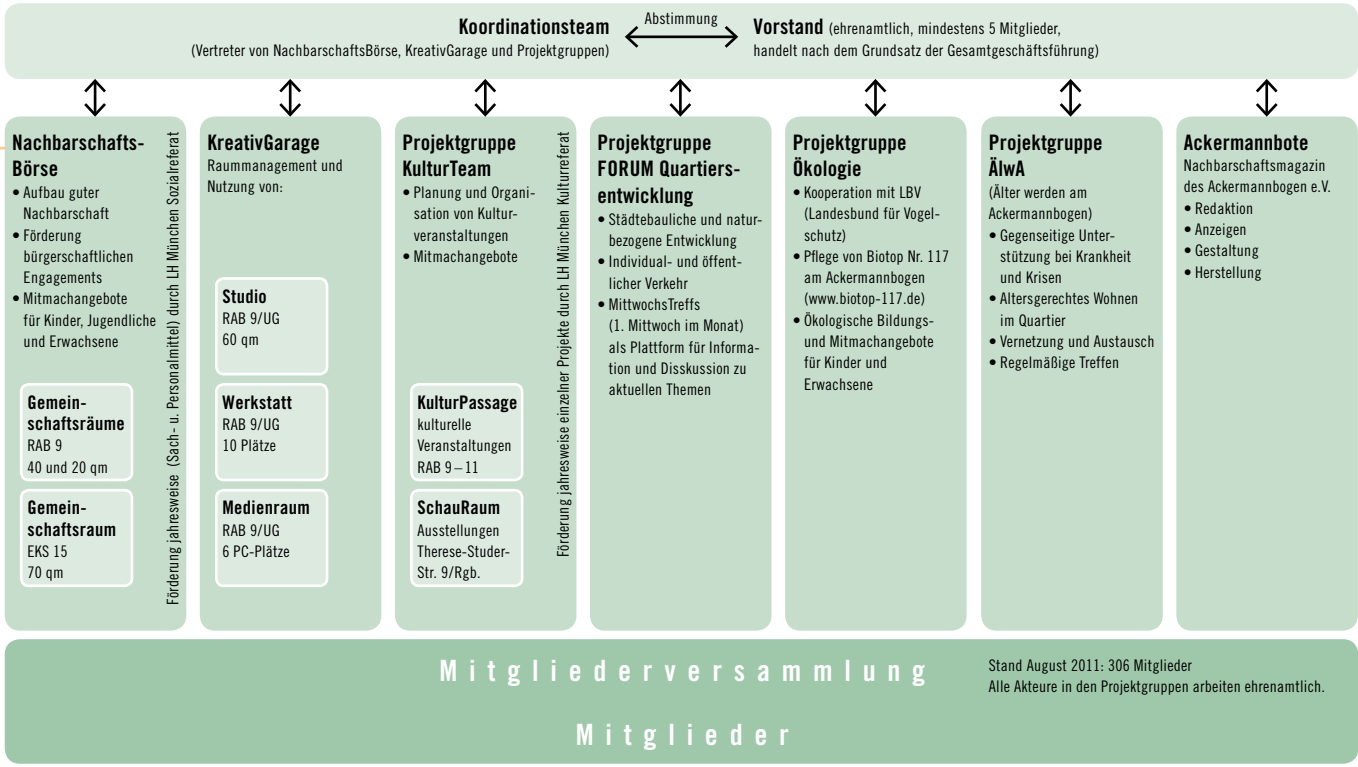 Koordinationsteam
(Vertreter von NachbarschaftsBörse, KreativGarage und Projektgruppen)
Abstimmung
Vorstand (ehrenamtlich, mindestens 5 Mitglieder,
handelt nach dem Grundsatz der Gesamtgeschäftsführung)
Nachbarschafts-
Börse
• Aufbau guter
Nachbarschaft
• Förderung
bürgerschaftlichen
Engagements
• Mitmachangebote
für Kinder, Jugendliche
und Erwachsene
Gemein-
schaftsräume
RAB 9
40 und 20 qm
Gemein-
schaftsraum
EKS 15
70 qm
Förderung jahresweise (Sach- u. Personalmittel) durch LH München Sozialreferat
KreativGarage
Raummanagement und
Nutzung von:
Studio
RAB 9/UG
60 qm
Werkstatt
RAB 9/UG
10 Plätze
Medienraum
RAB 9/UG
6 PC-Plätze
Projektgruppe
KulturTeam
• Planung und Organi-
sation von Kultur-
veranstaltungen
• Mitmachangebote
KulturPassage
kulturelle
Veranstaltungen
RAB 9–11
SchauRaum
Ausstellungen
Therese-Studer-
Str. 9/Rgb.
Förderung jahresweise einzelner Projekte durch LH München Kulturreferat
Projektgruppe
FORUM Quartiers-
entwicklung
• Städtebauliche und natur-
bezogene Entwicklung
• Individual- und öffent-
licher Verkehr
• MittwochsTreffs
(1. Mittwoch im Monat)
als Plattform für Informa-
tion und Disskussion zu
aktuellen Themen
Projektgruppe
Ökologie
• Kooperation mit LBV
(Landesbund für Vogel-
schutz)
• Pflege von Biotop Nr. 117
am Ackermannbogen
(www.biotop-117.de)
• Ökologische Bildungs-
und Mitmachangebote
für Kinder und
Erwachsene
Projektgruppe
ÄlwA
(Älter werden am
Ackermannbogen)
• Gegenseitige Unter-
stützung bei Krankheit
und Krisen
• Altersgerechtes Wohnen
im Quartier
• Vernetzung und Austausch
• Regelmäßige Treffen
Ackermannbote
Nachbarschaftsmagazin
des Ackermannbogen e.V.
• Redaktion
• Anzeigen
• Gestaltung
• Herstellung
Mitgliederversammlung
Stand August 2011: 306 Mitglieder
Alle Akteure in den Projektgruppen arbeiten ehrenamtlich.
Mitglieder